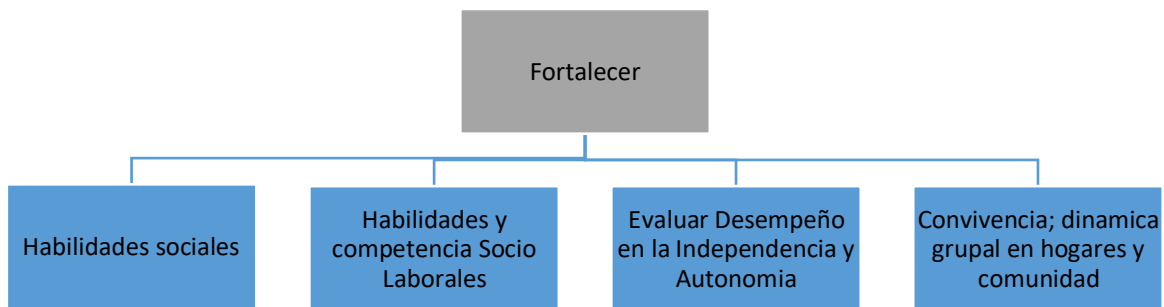 Fortalecer
Habilidades sociales
Habilidades y
competencia Socio
Laborales
Evaluar Desempeño
en la Independencia y
Autonomia
Convivencia; dinamica
grupal en hogares y
comunidad